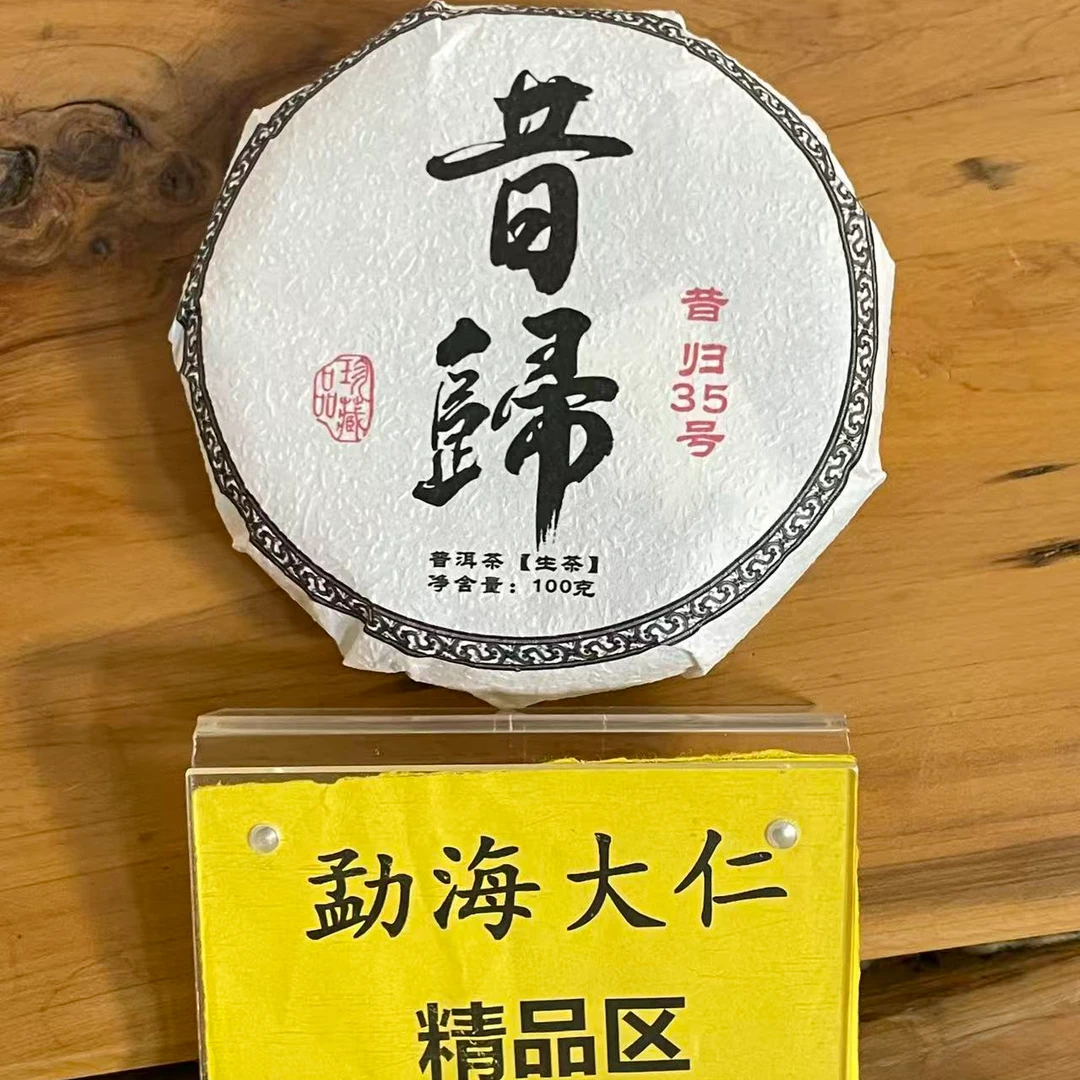 昔歸
昔归35号
珍藏品
普洱茶【生茶】
净含量：100克
勐海大仁
精品区